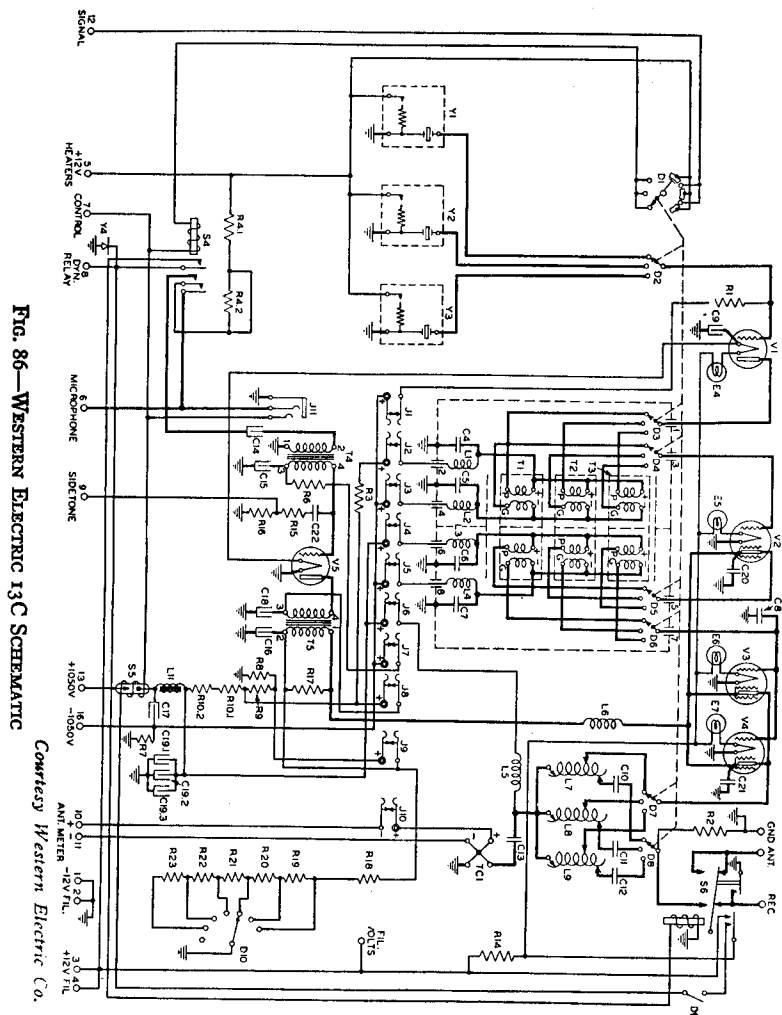 12
SIGNAL
5
+12V
HEATERS
7
CONTROL
8
DYN.
RELAY
6
MICROPHONE
9
SIDETONE
13
+1050V
16
-1050V
10
+
11
-
ANT. METER
1
2
-12V FIL.
3
4
+12V FIL
FIL.
VOLTS
GND
ANT.
REC
Y1
Y2
Y3
Y4
D1
D2
D3
D4
D5
D6
D7
D8
D10
R1
R2
R3
R4.1
R4.2
R6
R7
R8
R9
R10.1
R10.2
R14
R15
R16
R17
R18
R19
R20
R21
R22
R23
C4
C5
C6
C7
C8
C9
C10
C11
C12
C13
C14
C15
C16
C17
C18
C19.1
C19.2
C19.3
C20
C21
C22
L1
L2
L3
L4
L5
L6
L7
L8
L9
L11
T1
T2
T3
T4
T5
P
G
J1
J2
J3
J4
J5
J6
J7
J8
J9
J10
J11
V1
V2
V3
V4
V5
E4
E5
E6
E7
S4
S5
S6
TC1
Fig. 86—Western Electric 13C Schematic
Courtesy Western Electric Co.